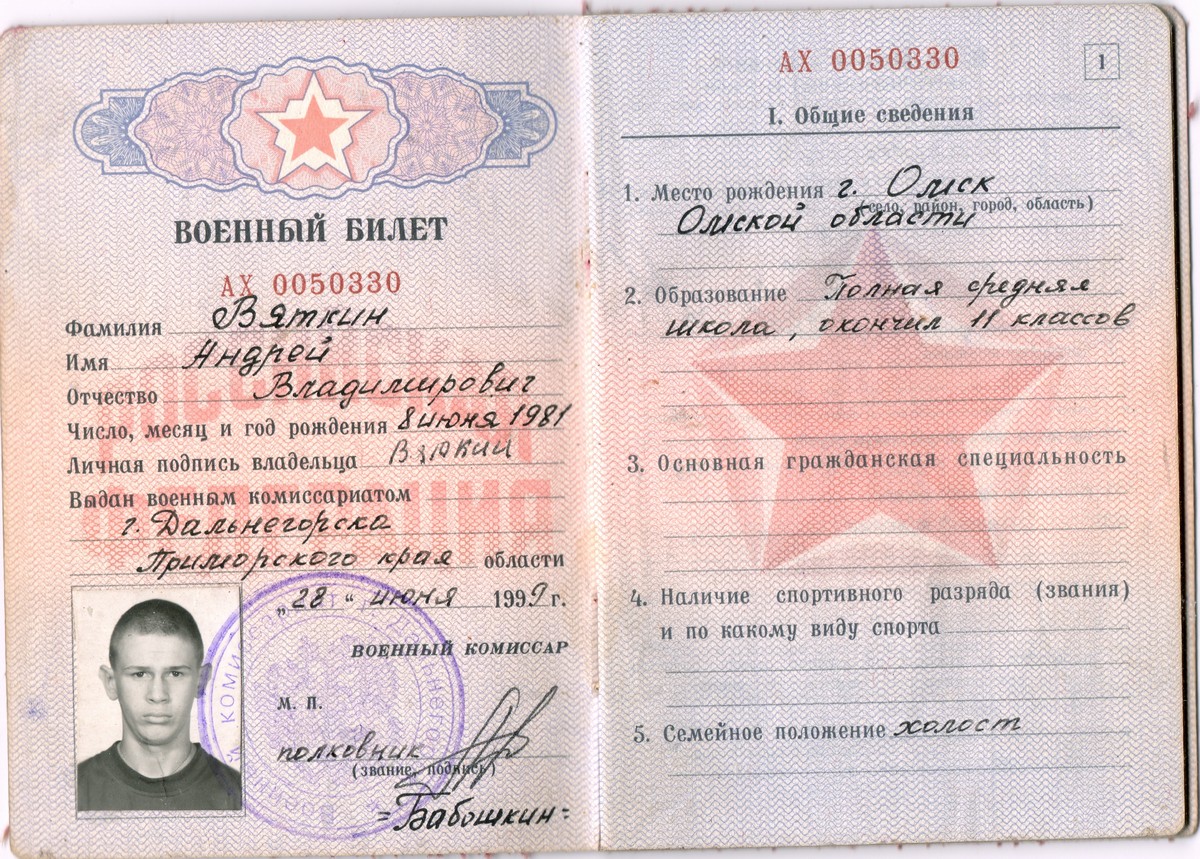 ВОЕННЫЙ БИЛЕТ
АХ 0050330
Фамилия Вяткин
Имя Андрей
Отчество Владимирович
Число, месяц и год рождения 8 июня 1981
Личная подпись владельца
Выдан военным комиссариатом
г. Дальнегорска
Приморского края области
„28“ июня 1999 г.
ВОЕННЫЙ КОМИССАР
М. П.
полковник
(звание, подпись)
=Бабошкин=
АХ 0050330
1
I. Общие сведения
1. Место рождения г. Омск
(село, район, город, область)
Омской области
2. Образование Полная средняя
школа, окончил 11 классов
3. Основная гражданская специальность
4. Наличие спортивного разряда (звания)
и по какому виду спорта
5. Семейное положение холост